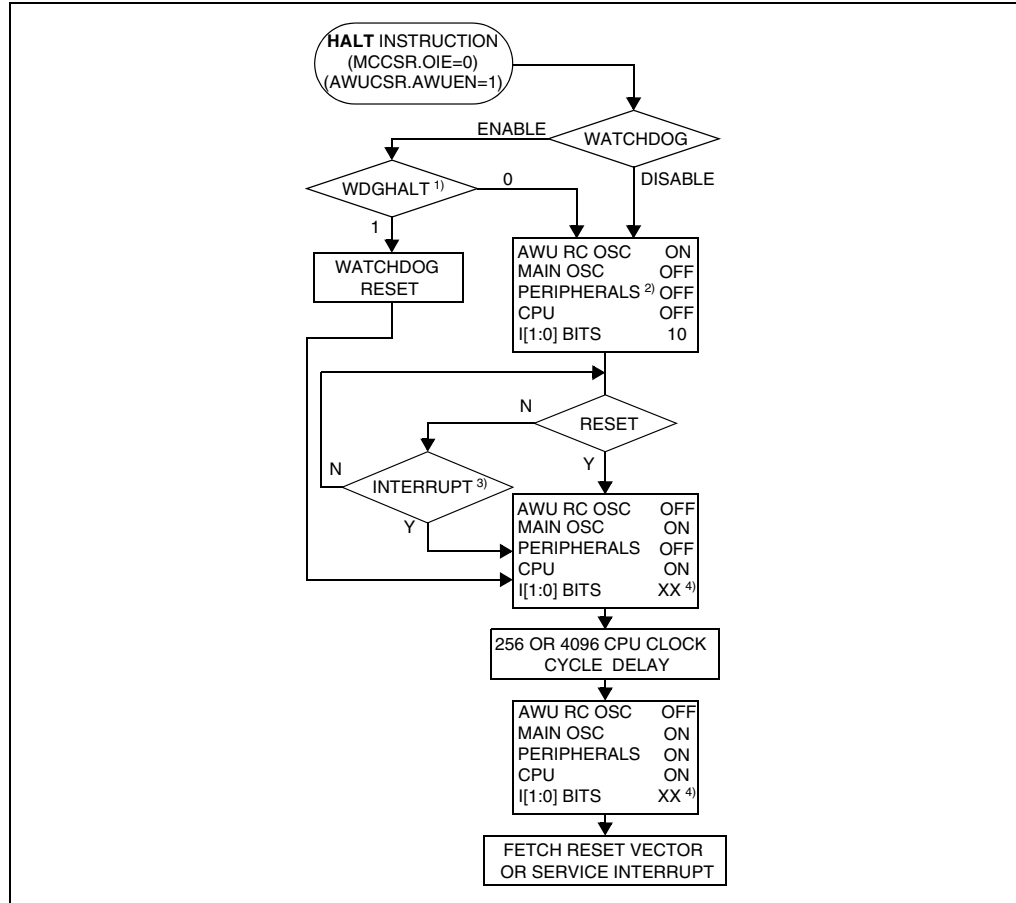 HALT INSTRUCTION
(MCCSR.OIE=0)
(AWUCSR.AWUEN=1)
ENABLE
WATCHDOG
WDGHALT 1)
0
DISABLE
1
WATCHDOG
RESET
AWU RC OSC ON
MAIN OSC OFF
PERIPHERALS 2) OFF
CPU OFF
I[1:0] BITS 10
N
RESET
N
INTERRUPT 3)
Y
Y
AWU RC OSC OFF
MAIN OSC ON
PERIPHERALS OFF
CPU ON
I[1:0] BITS XX 4)
256 OR 4096 CPU CLOCK
CYCLE DELAY
AWU RC OSC OFF
MAIN OSC ON
PERIPHERALS ON
CPU ON
I[1:0] BITS XX 4)
FETCH RESET VECTOR
OR SERVICE INTERRUPT